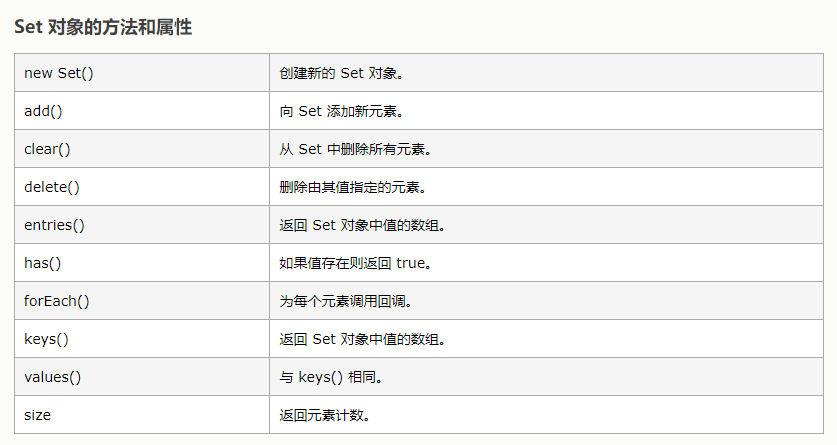 Set 对象的方法和属性
new Set() 创建新的 Set 对象。
add() 向 Set 添加新元素。
clear() 从 Set 中删除所有元素。
delete() 删除由其值指定的元素。
entries() 返回 Set 对象中值的数组。
has() 如果值存在则返回 true。
forEach() 为每个元素调用回调。
keys() 返回 Set 对象中值的数组。
values() 与 keys() 相同。
size 返回元素计数。